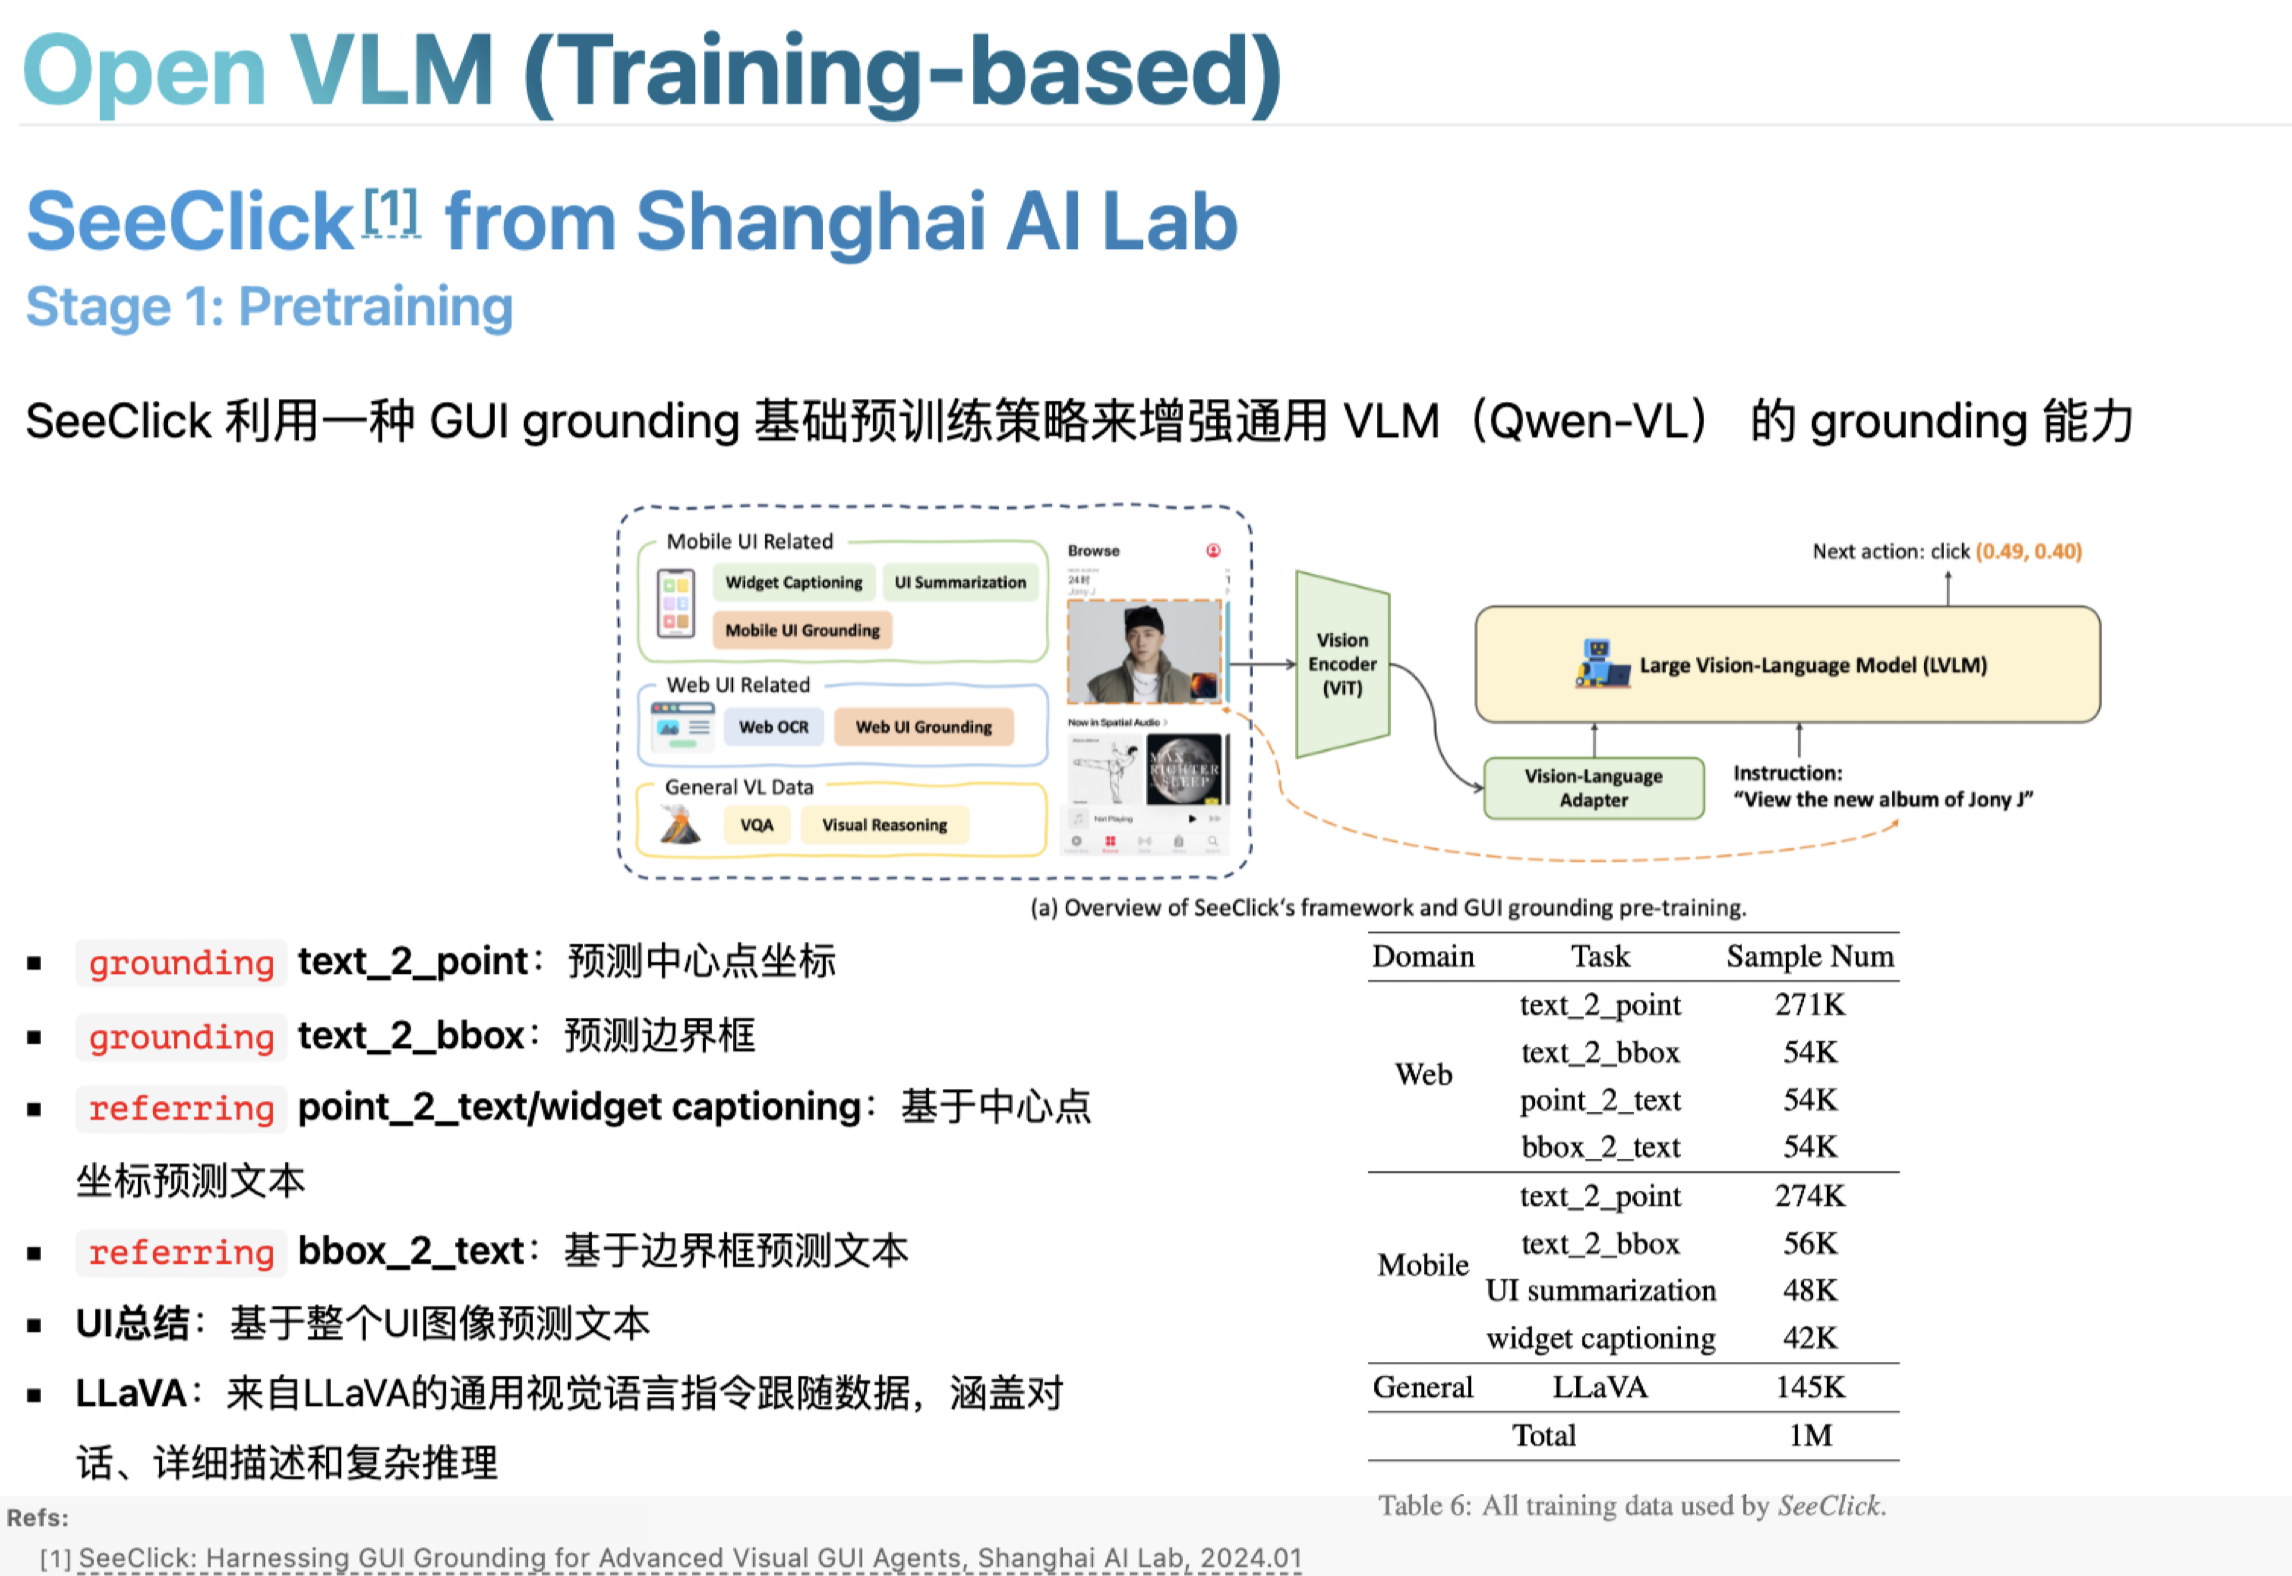 Open VLM (Training-based)
SeeClick[1] from Shanghai AI Lab
Stage 1: Pretraining
SeeClick 利用一种 GUI grounding 基础预训练策略来增强通用 VLM（Qwen-VL） 的 grounding 能力
Mobile UI Related
Widget Captioning
UI Summarization
Mobile UI Grounding
Web UI Related
Web OCR
Web UI Grounding
General VL Data
VQA
Visual Reasoning
Browse
24时
Jony J
Now in Spatial Audio >
MAX
RICHTER
SLEEP
Not Playing
Vision
Encoder
(ViT)
Next action: click (0.49, 0.40)
Large Vision-Language Model (LVLM)
Vision-Language
Adapter
Instruction:
“View the new album of Jony J”
(a) Overview of SeeClick‘s framework and GUI grounding pre-training.
▪ grounding text_2_point：预测中心点坐标
▪ grounding text_2_bbox：预测边界框
▪ referring point_2_text/widget captioning：基于中心点
坐标预测文本
▪ referring bbox_2_text：基于边界框预测文本
▪ UI总结：基于整个UI图像预测文本
▪ LLaVA：来自LLaVA的通用视觉语言指令跟随数据，涵盖对
话、详细描述和复杂推理
Domain Task Sample Num
Web
text_2_point 271K
text_2_bbox 54K
point_2_text 54K
bbox_2_text 54K
Mobile
text_2_point 274K
text_2_bbox 56K
UI summarization 48K
widget captioning 42K
General LLaVA 145K
Total 1M
Table 6: All training data used by SeeClick.
Refs:
[1] SeeClick: Harnessing GUI Grounding for Advanced Visual GUI Agents, Shanghai AI Lab, 2024.01